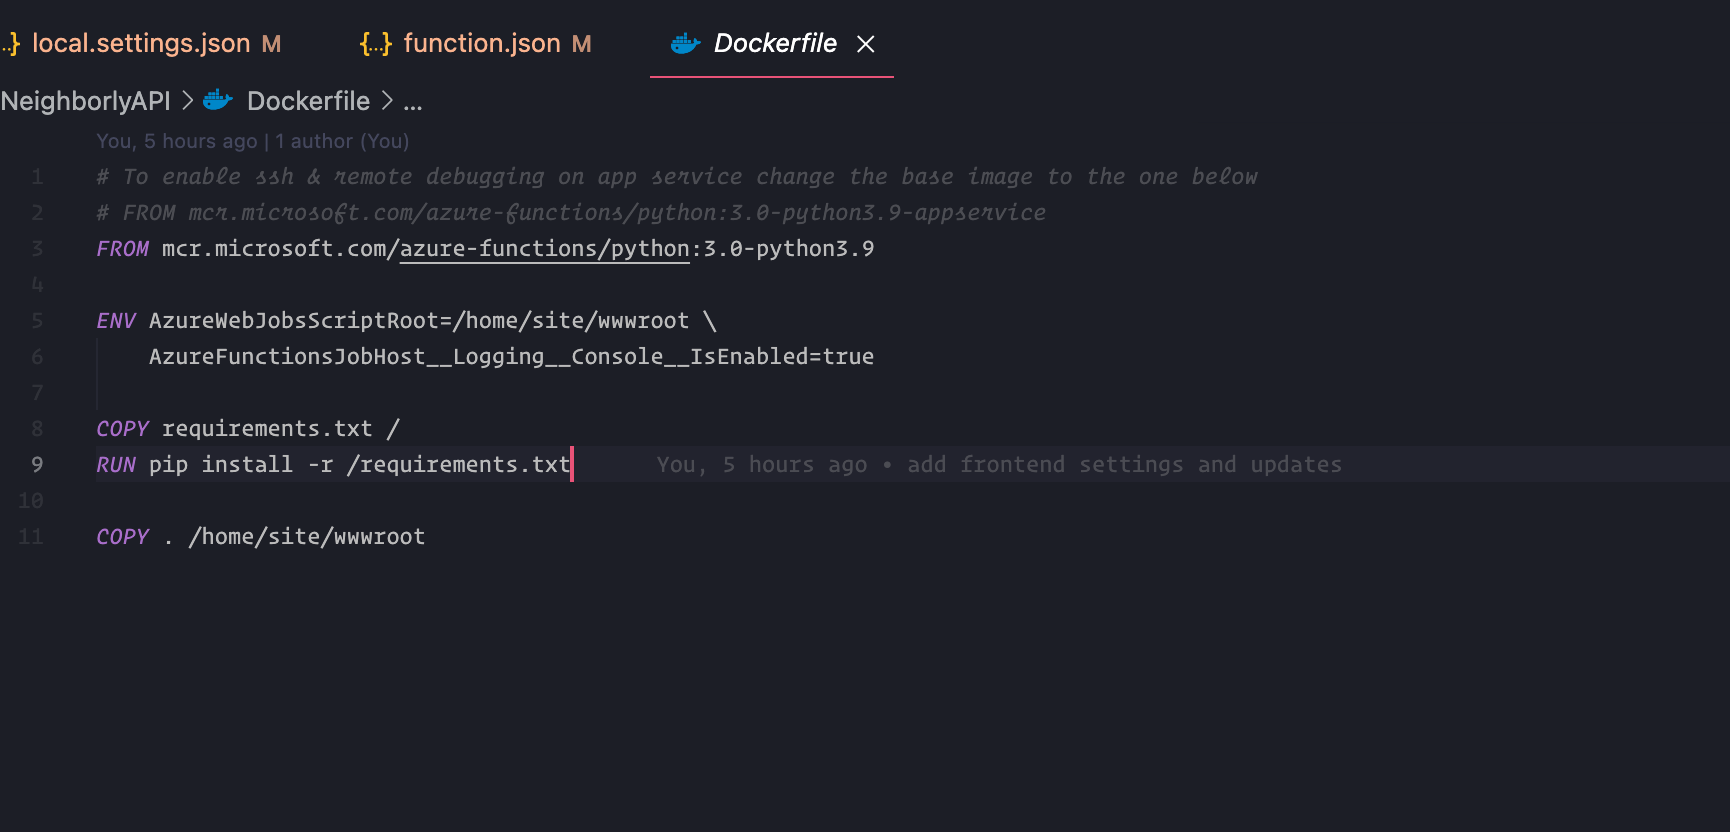 ..} local.settings.json M {..} function.json M Dockerfile
NeighborlyAPI > Dockerfile > ...
You, 5 hours ago | 1 author (You)
1 # To enable ssh & remote debugging on app service change the base image to the one below
2 # FROM mcr.microsoft.com/azure-functions/python:3.0-python3.9-appservice
3 FROM mcr.microsoft.com/azure-functions/python:3.0-python3.9
4
5 ENV AzureWebJobsScriptRoot=/home/site/wwwroot \
6 AzureFunctionsJobHost__Logging__Console__IsEnabled=true
7
8 COPY requirements.txt /
9 RUN pip install -r /requirements.txt You, 5 hours ago • add frontend settings and updates
10
11 COPY . /home/site/wwwroot